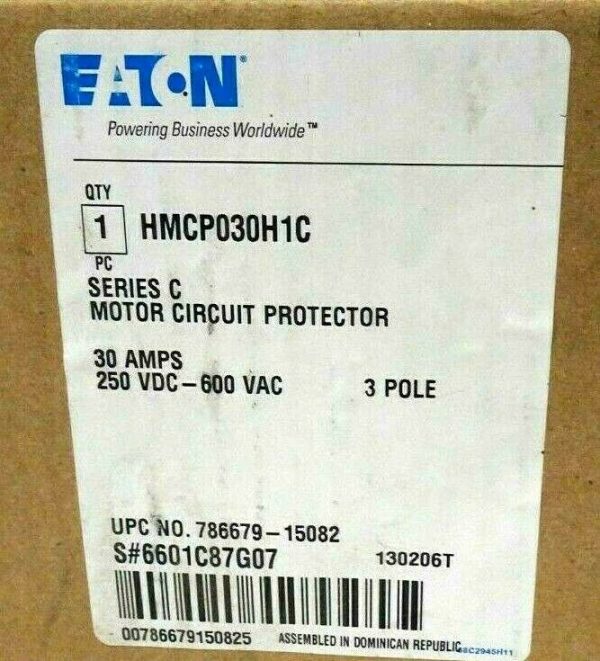 EATON®
Powering Business Worldwide™
QTY
1 HMCP030H1C
PC
SERIES C
MOTOR CIRCUIT PROTECTOR
30 AMPS
250 VDC-600 VAC 3 POLE
UPC NO. 786679-15082
S#6601C87G07 130206T
00786679150825 ASSEMBLED IN DOMINICAN REPUBLIC